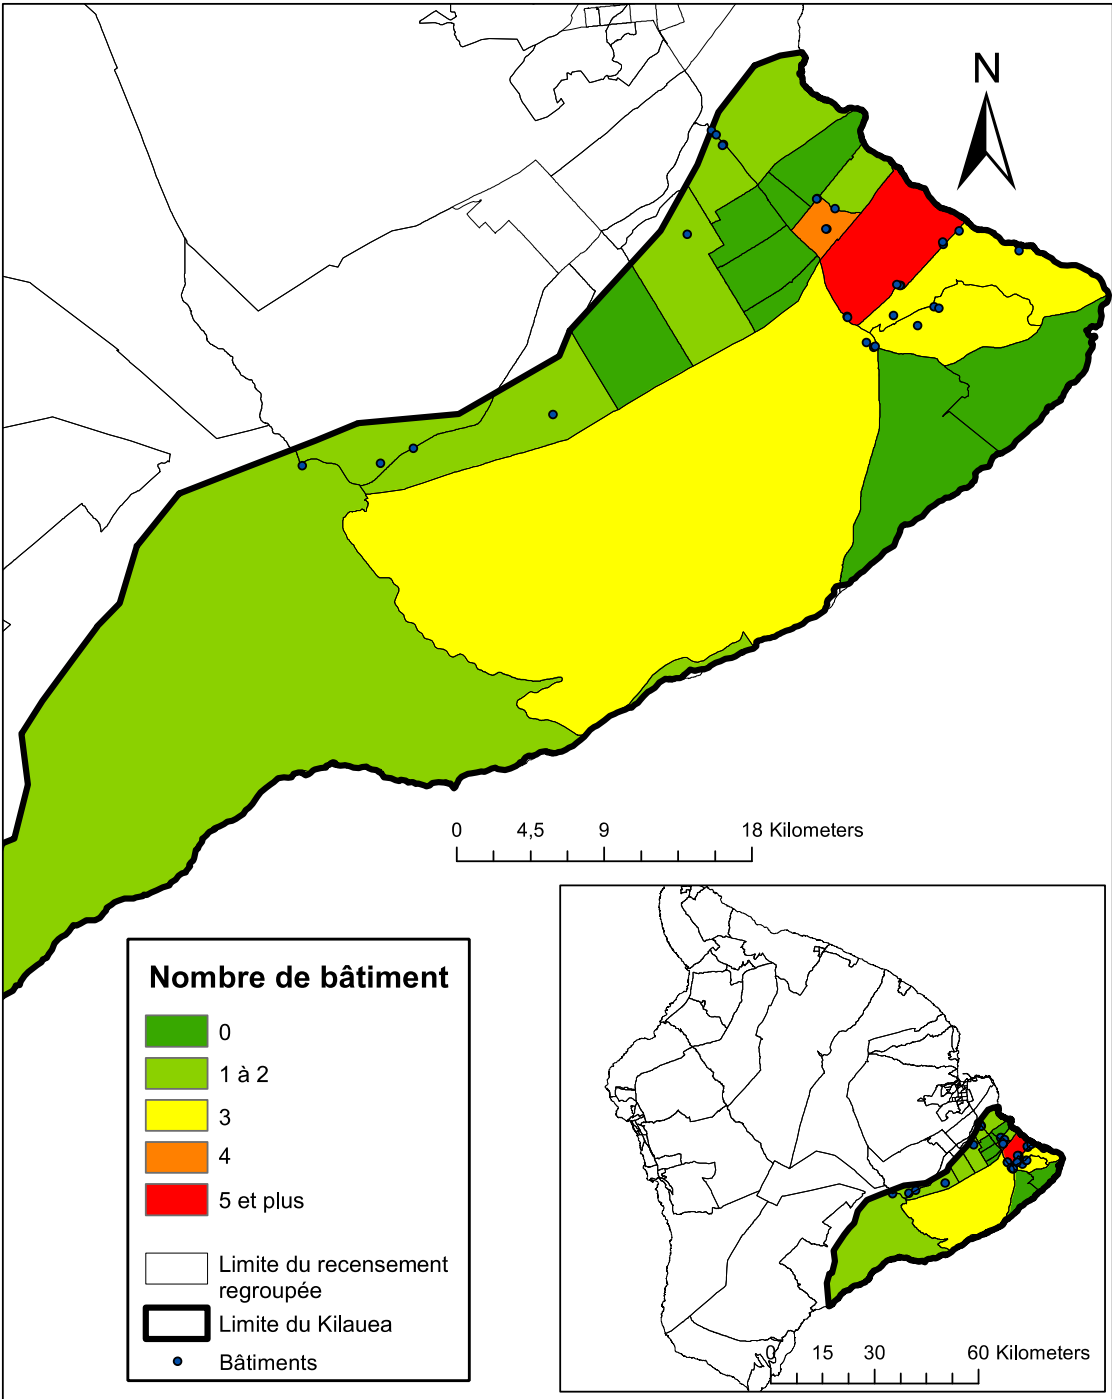 N
0 4,5 9 18 Kilometers
Nombre de bâtiment
0
1 à 2
3
4
5 et plus
Limite du recensement
regroupée
Limite du Kilauea
Bâtiments
0 15 30 60 Kilometers